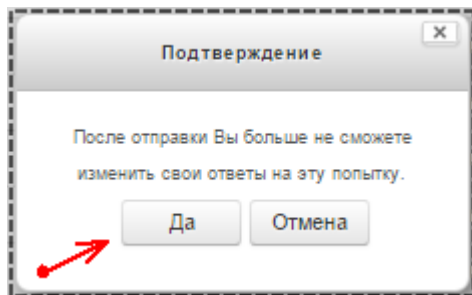 Подтверждение
После отправки Вы больше не сможете
изменить свои ответы на эту попытку.
Да Отмена